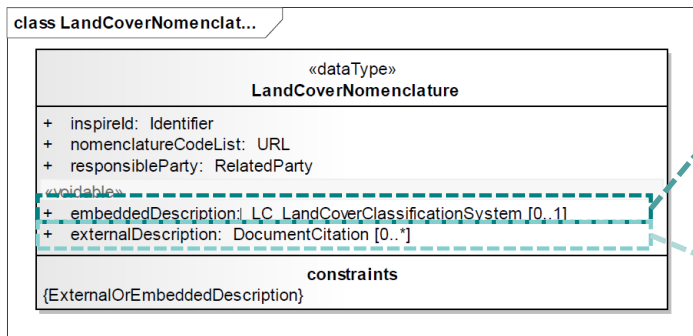 class LandCoverNomenclat...
«dataType»
LandCoverNomenclature
+ inspireId: Identifier
+ nomenclatureCodeList: URL
+ responsibleParty: RelatedParty
«voidable»
+ embeddedDescription: LC_LandCoverClassificationSystem [0..1]
+ externalDescription: DocumentCitation [0..*]
constraints
{ExternalOrEmbeddedDescription}